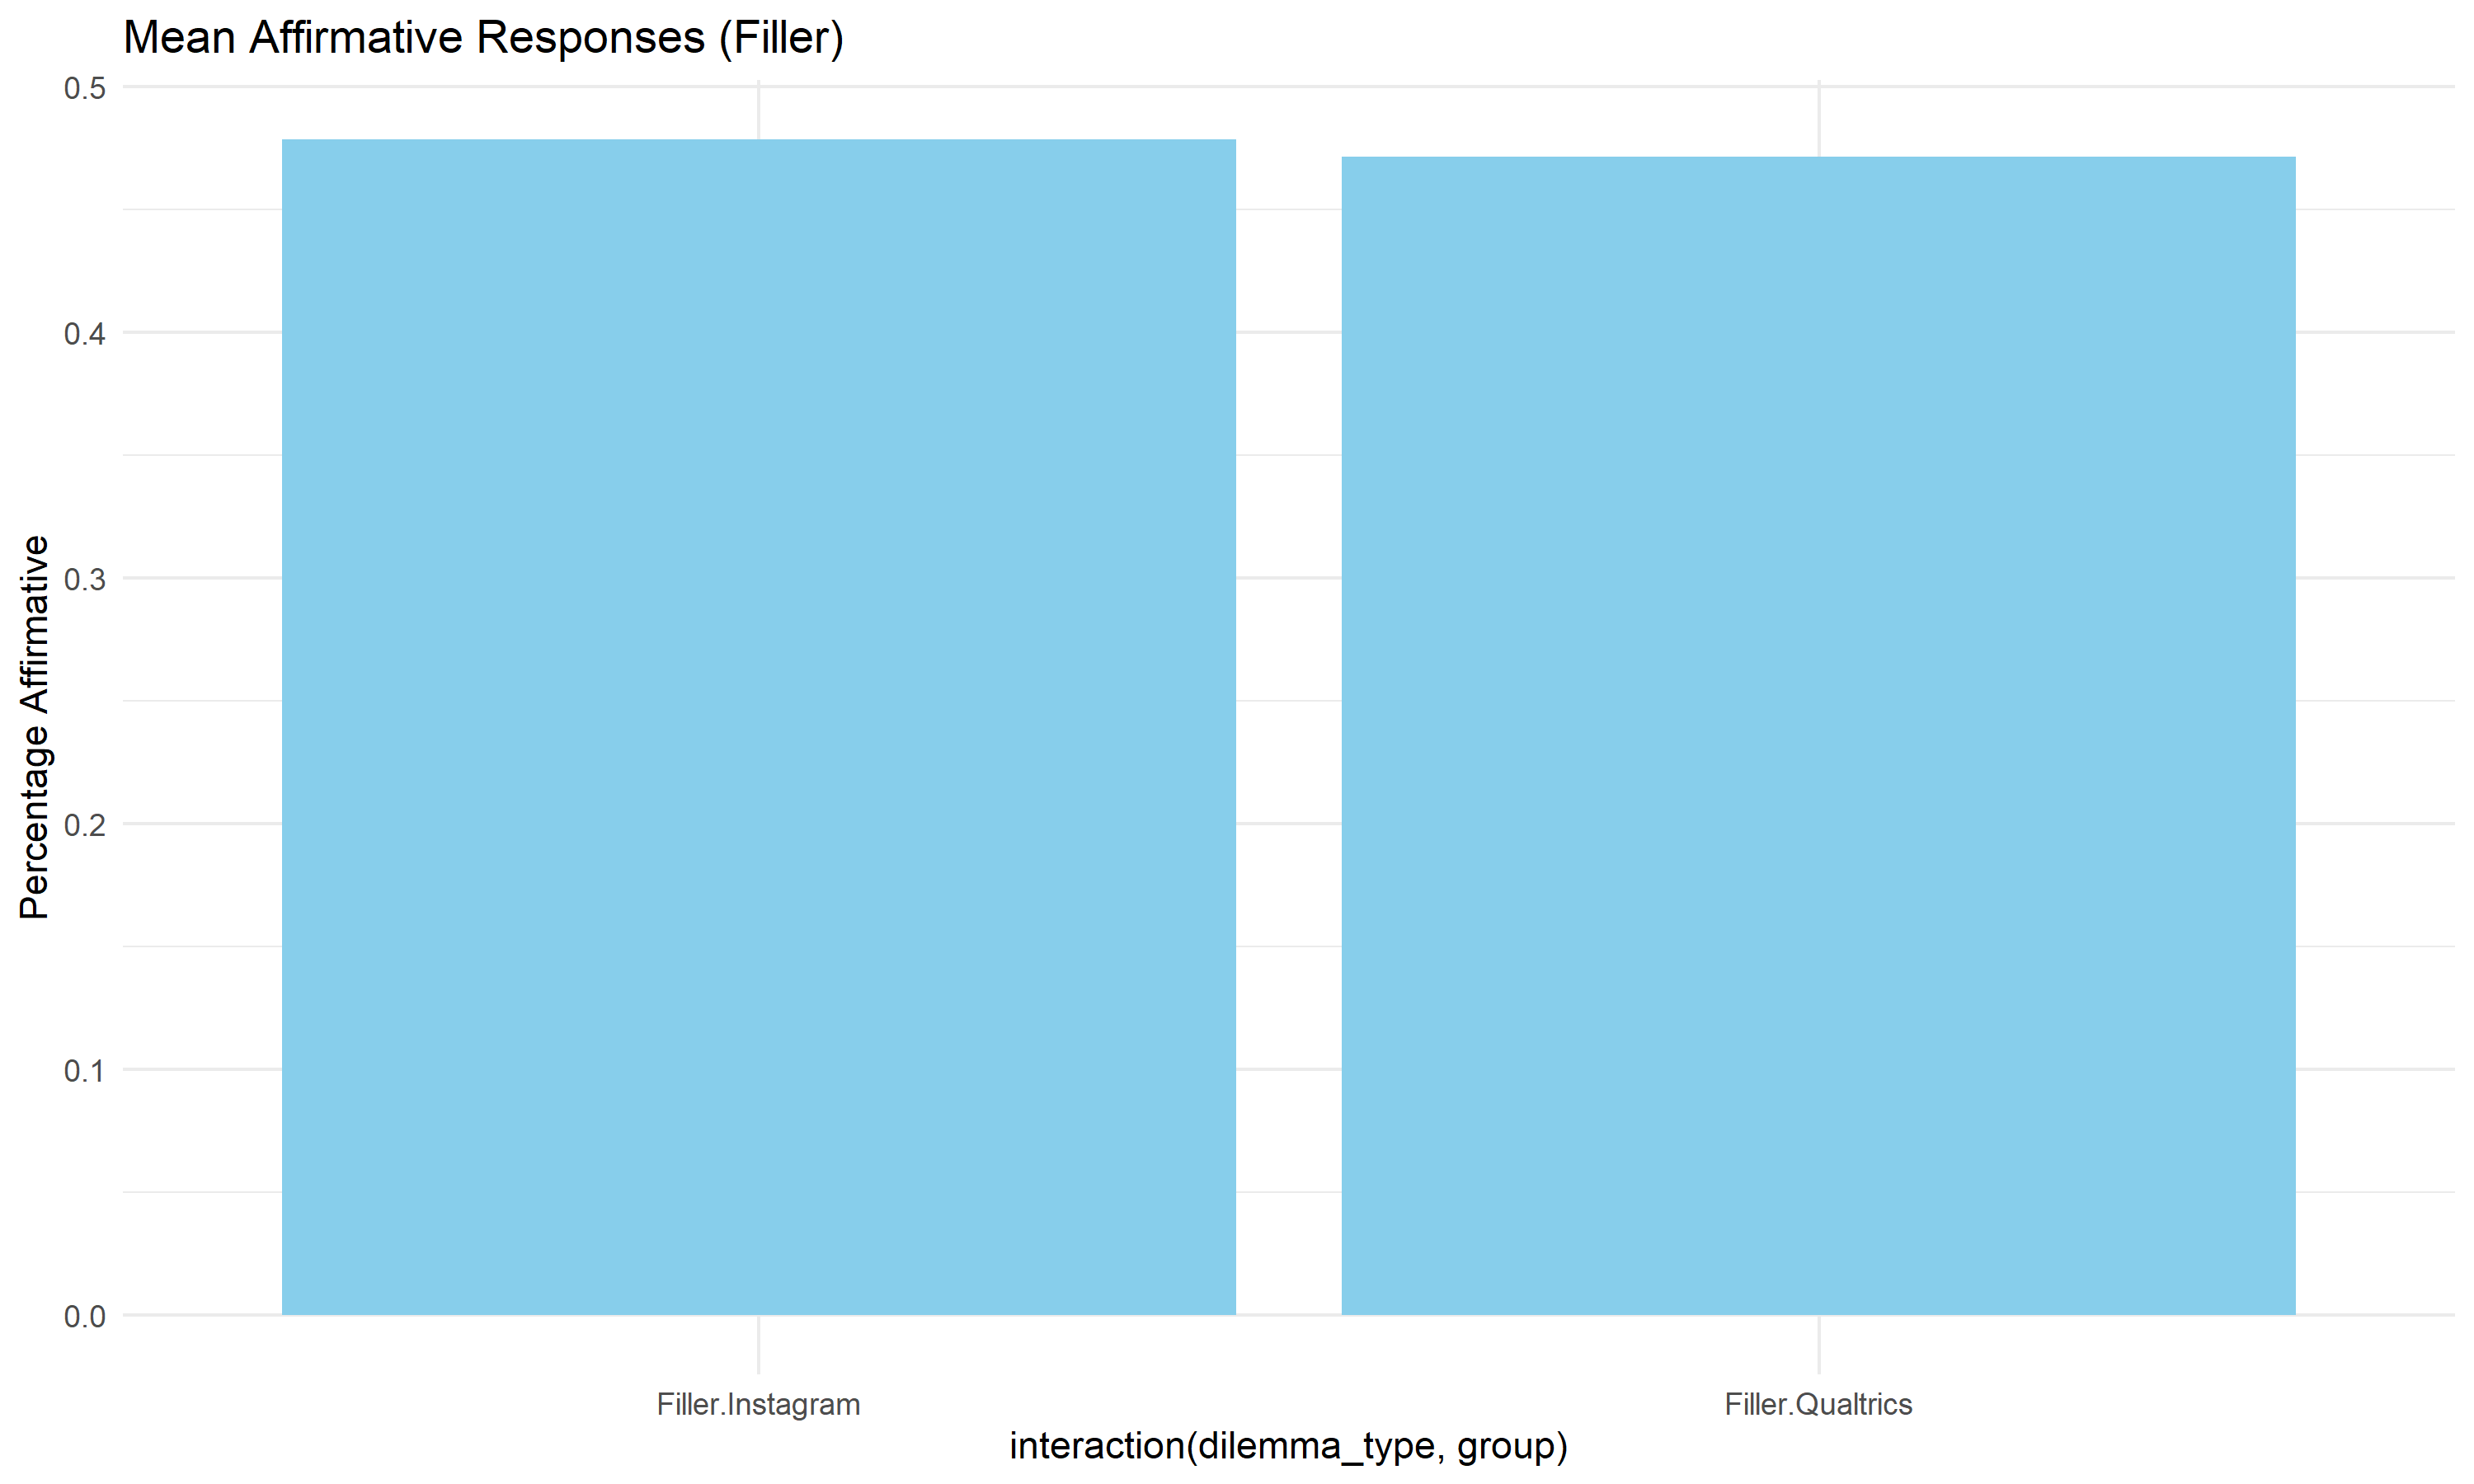 Mean Affirmative Responses (Filler)
Percentage Affirmative
0.5
0.4
0.3
0.2
0.1
0.0
Filler.Instagram
Filler.Qualtrics
interaction(dilemma_type, group)